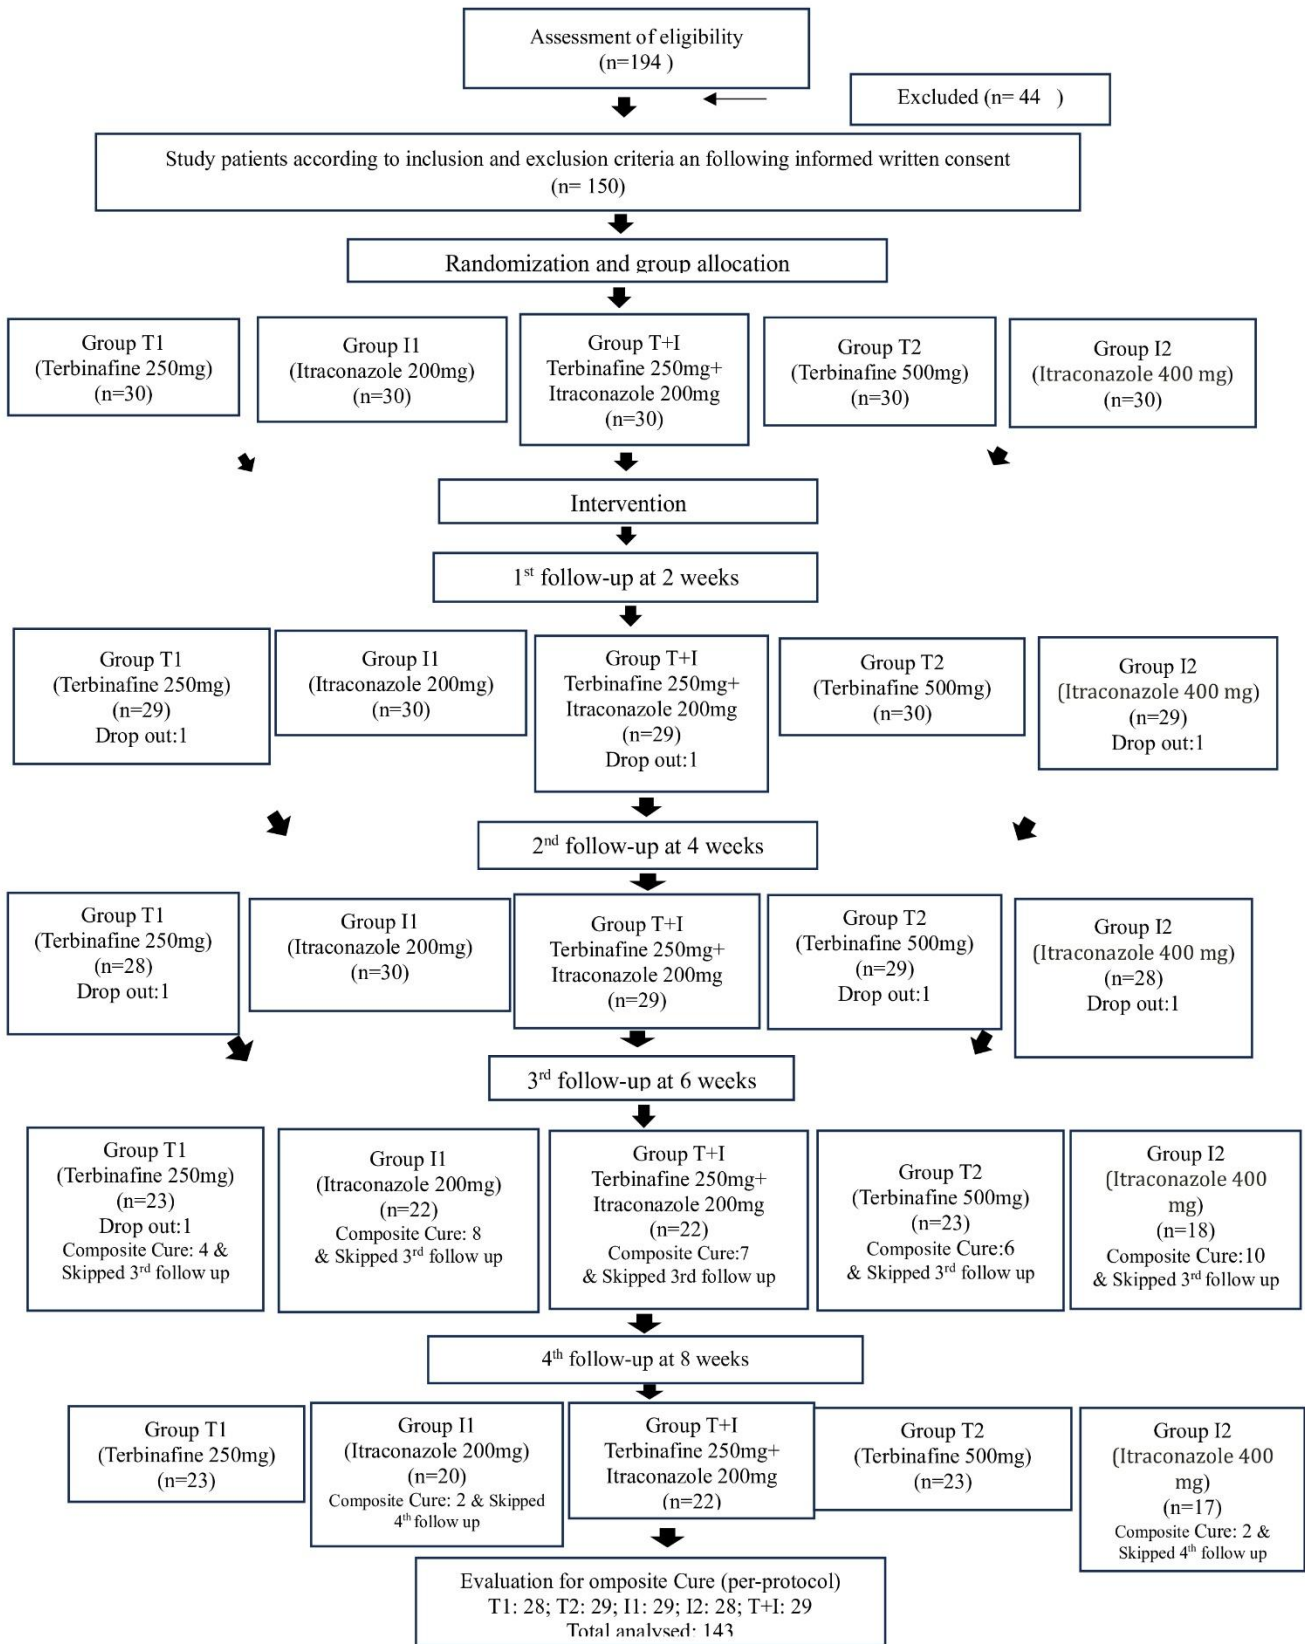 Assessment of eligibility
(n=194 )
Excluded (n= 44 )
Study patients according to inclusion and exclusion criteria an following informed written consent
(n= 150)
Randomization and group allocation
Group T1
(Terbinafine 250mg)
(n=30)
Group I1
(Itraconazole 200mg)
(n=30)
Group T+I
Terbinafine 250mg+
Itraconazole 200mg
(n=30)
Group T2
(Terbinafine 500mg)
(n=30)
Group I2
(Itraconazole 400 mg)
(n=30)
Intervention
1st follow-up at 2 weeks
Group T1
(Terbinafine 250mg)
(n=29)
Drop out:1
Group I1
(Itraconazole 200mg)
(n=30)
Group T+I
Terbinafine 250mg+
Itraconazole 200mg
(n=29)
Drop out:1
Group T2
(Terbinafine 500mg)
(n=30)
Group I2
(Itraconazole 400 mg)
(n=29)
Drop out:1
2nd follow-up at 4 weeks
Group T1
(Terbinafine 250mg)
(n=28)
Drop out:1
Group I1
(Itraconazole 200mg)
(n=30)
Group T+I
Terbinafine 250mg+
Itraconazole 200mg
(n=29)
Group T2
(Terbinafine 500mg)
(n=29)
Drop out:1
Group I2
(Itraconazole 400 mg)
(n=28)
Drop out:1
3rd follow-up at 6 weeks
Group T1
(Terbinafine 250mg)
(n=23)
Drop out:1
Composite Cure: 4 &
Skipped 3rd follow up
Group I1
(Itraconazole 200mg)
(n=22)
Composite Cure: 8
& Skipped 3rd follow up
Group T+I
Terbinafine 250mg+
Itraconazole 200mg
(n=22)
Composite Cure:7
& Skipped 3rd follow up
Group T2
(Terbinafine 500mg)
(n=23)
Composite Cure:6
& Skipped 3rd follow up
Group I2
(Itraconazole 400
mg)
(n=18)
Composite Cure:10
& Skipped 3rd follow up
4th follow-up at 8 weeks
Group T1
(Terbinafine 250mg)
(n=23)
Group I1
(Itraconazole 200mg)
(n=20)
Composite Cure: 2 & Skipped
4th follow up
Group T+I
Terbinafine 250mg+
Itraconazole 200mg
(n=22)
Group T2
(Terbinafine 500mg)
(n=23)
Group I2
(Itraconazole 400
mg)
(n=17)
Composite Cure: 2 &
Skipped 4th follow up
Evaluation for omposite Cure (per-protocol)
T1: 28; T2: 29; I1: 29; I2: 28; T+I: 29
Total analysed: 143